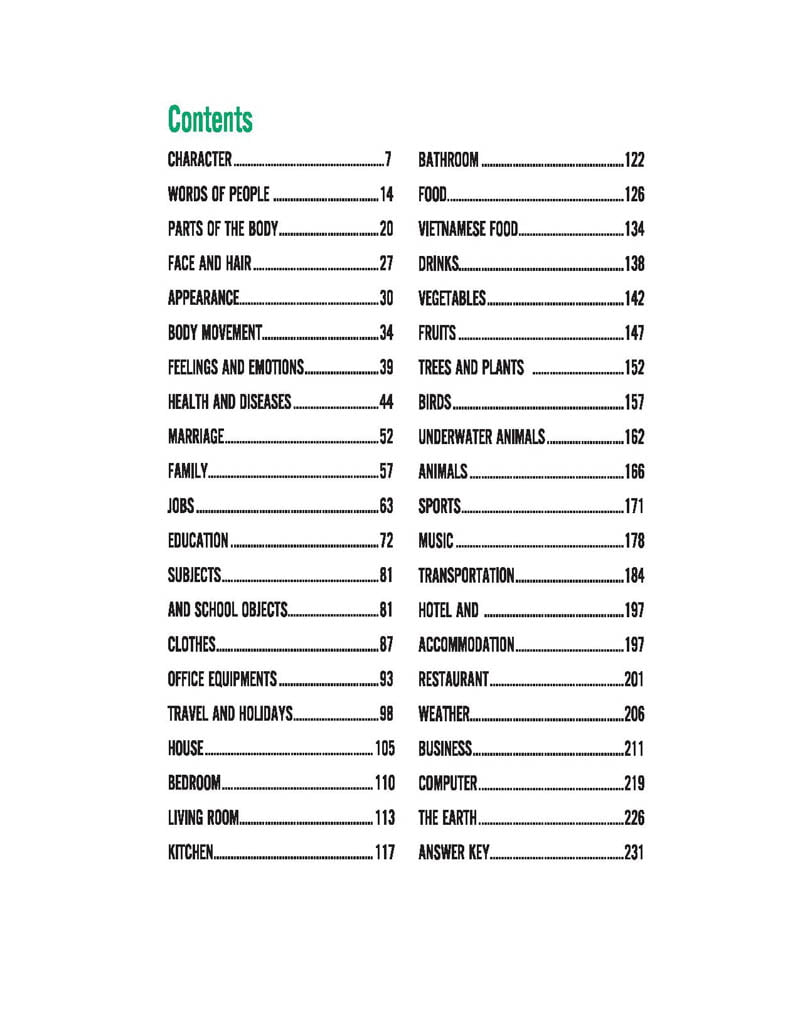 Contents
CHARACTER 7
WORDS OF PEOPLE 14
PARTS OF THE BODY 20
FACE AND HAIR 27
APPEARANCE 30
BODY MOVEMENT 34
FEELINGS AND EMOTIONS 39
HEALTH AND DISEASES 44
MARRIAGE 52
FAMILY 57
JOBS 63
EDUCATION 72
SUBJECTS 81
AND SCHOOL OBJECTS 81
CLOTHES 87
OFFICE EQUIPMENTS 93
TRAVEL AND HOLIDAYS 98
HOUSE 105
BEDROOM 110
LIVING ROOM 113
KITCHEN 117
BATHROOM 122
FOOD 126
VIETNAMESE FOOD 134
DRINKS 138
VEGETABLES 142
FRUITS 147
TREES AND PLANTS 152
BIRDS 157
UNDERWATER ANIMALS 162
ANIMALS 166
SPORTS 171
MUSIC 178
TRANSPORTATION 184
HOTEL AND 197
ACCOMMODATION 197
RESTAURANT 201
WEATHER 206
BUSINESS 211
COMPUTER 219
THE EARTH 226
ANSWER KEY 231